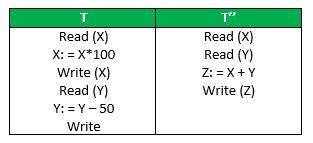 T T”
Read (X) Read (X)
X: = X*100 Read (Y)
Write (X) Z: = X + Y
Read (Y) Write (Z)
Y: = Y – 50
Write